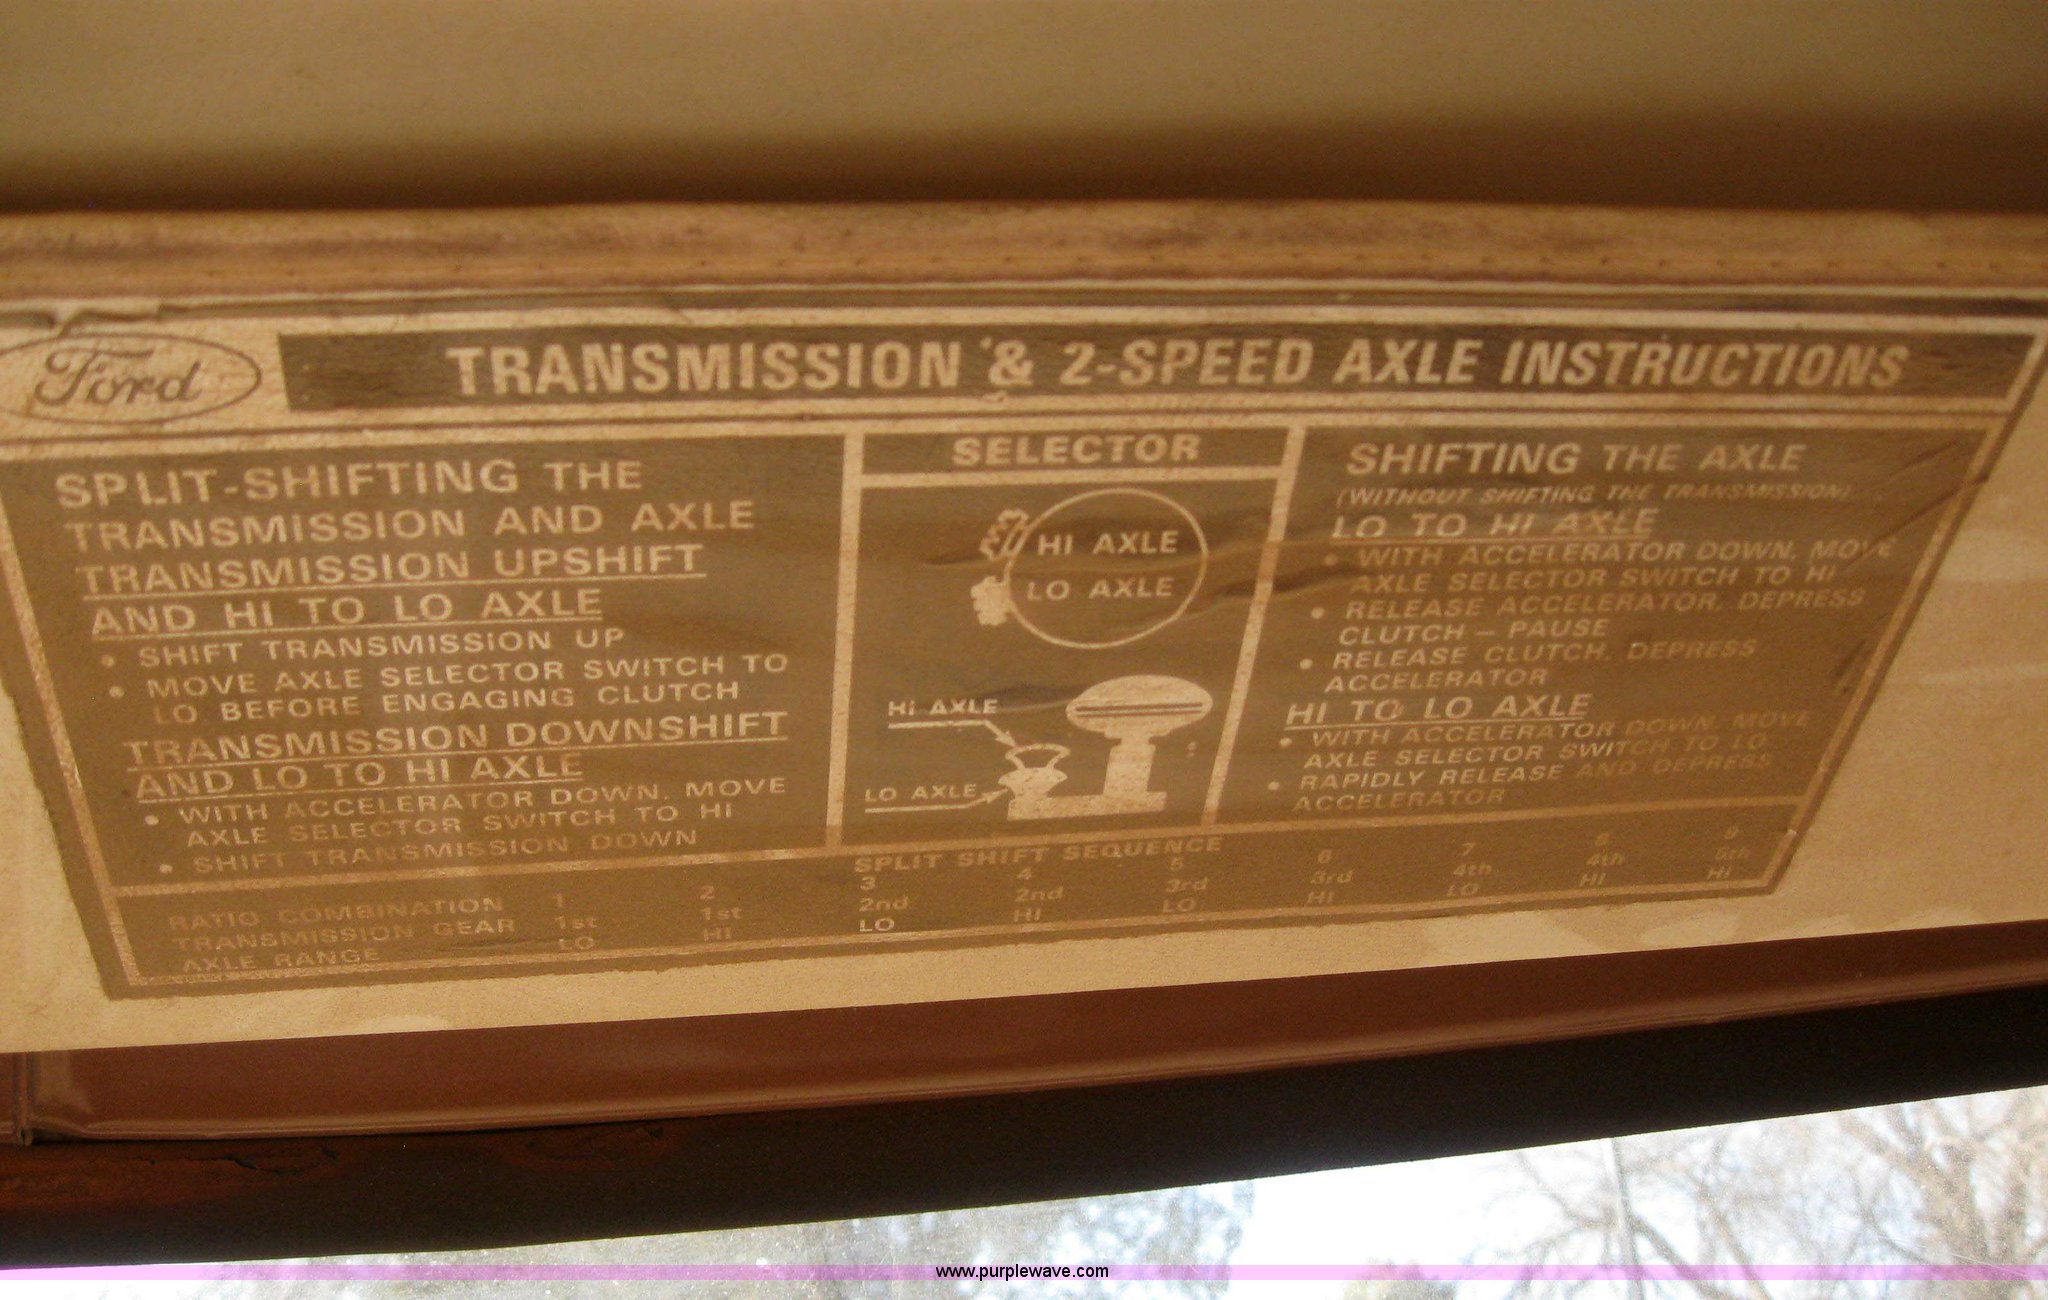 Ford
TRANSMISSION & 2-SPEED AXLE INSTRUCTIONS
SPLIT-SHIFTING THE
TRANSMISSION AND AXLE
TRANSMISSION UPSHIFT
AND HI TO LO AXLE
• SHIFT TRANSMISSION UP
• MOVE AXLE SELECTOR SWITCH TO
LO BEFORE ENGAGING CLUTCH
TRANSMISSION DOWNSHIFT
AND LO TO HI AXLE
• WITH ACCELERATOR DOWN, MOVE
AXLE SELECTOR SWITCH TO HI
• SHIFT TRANSMISSION DOWN
SELECTOR
HI AXLE
LO AXLE
HI AXLE
LO AXLE
SHIFTING THE AXLE
(WITHOUT SHIFTING THE TRANSMISSION)
LO TO HI AXLE
• WITH ACCELERATOR DOWN, MOVE
AXLE SELECTOR SWITCH TO HI
• RELEASE ACCELERATOR, DEPRESS
CLUTCH – PAUSE
• RELEASE CLUTCH, DEPRESS
ACCELERATOR
HI TO LO AXLE
• WITH ACCELERATOR DOWN, MOVE
AXLE SELECTOR SWITCH TO LO
• RAPIDLY RELEASE AND DEPRESS
ACCELERATOR
SPLIT SHIFT SEQUENCE
RATIO COMBINATION 1 2 3 4 5 6 7 8 9
TRANSMISSION GEAR 1st 1st 2nd 2nd 3rd 3rd 4th 4th 5th
AXLE RANGE LO HI LO HI LO HI LO HI HI
www.purplewave.com